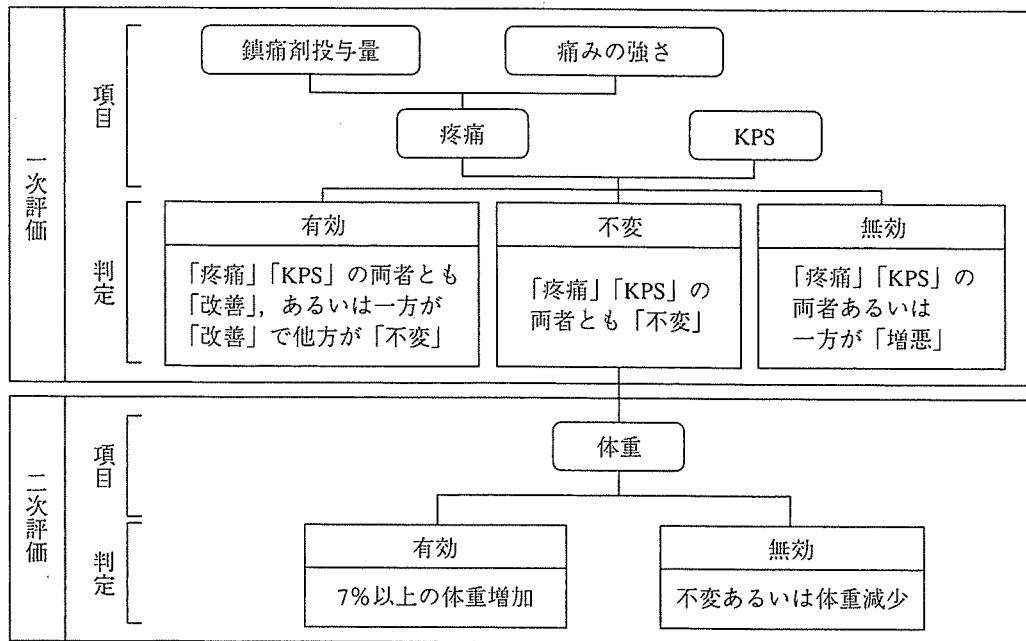 一次評価
項目
鎮痛剤投与量
痛みの強さ
疼痛
KPS
判定
有効
「疼痛」「KPS」の両者とも
「改善」,あるいは一方が
「改善」で他方が「不変」
不変
「疼痛」「KPS」の
両者とも「不変」
無効
「疼痛」「KPS」の
両者あるいは
一方が「増悪」
二次評価
項目
体重
判定
有効
7%以上の体重増加
無効
不変あるいは体重減少